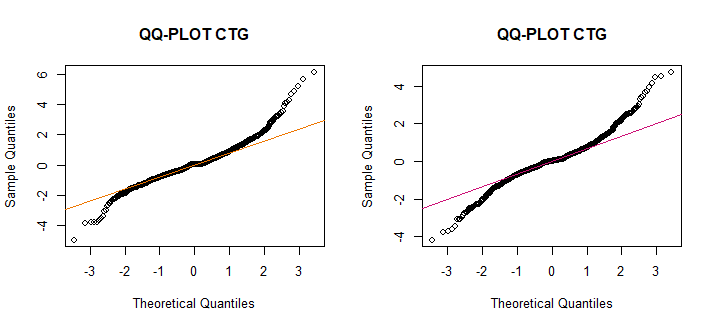 QQ-PLOT CTG
Sample Quantiles
6
4
2
0
-2
-4
-3 -2 -1 0 1 2 3
Theoretical Quantiles
QQ-PLOT CTG
Sample Quantiles
4
2
0
-2
-4
-3 -2 -1 0 1 2 3
Theoretical Quantiles